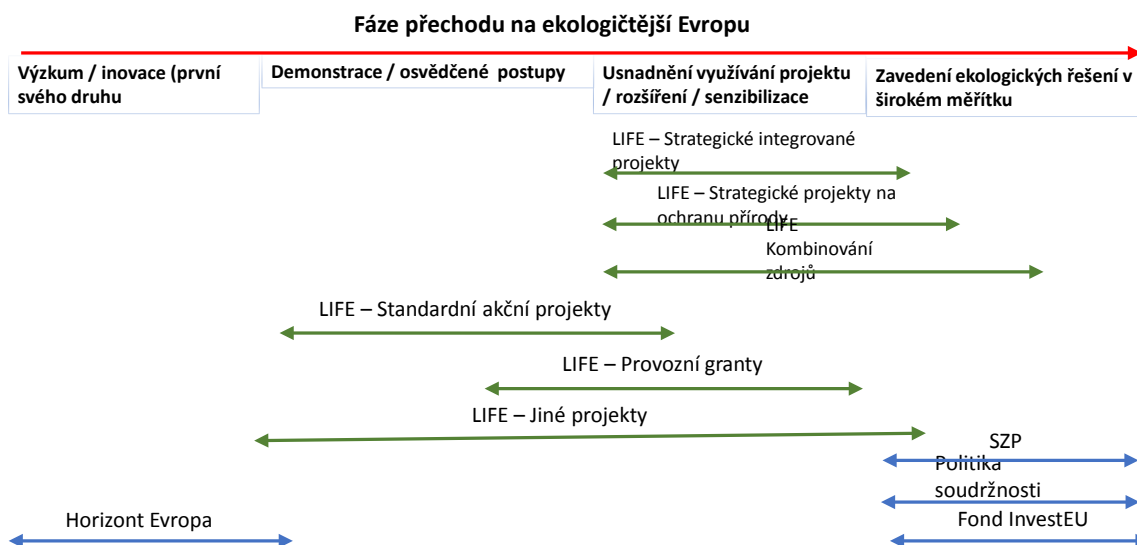 Fáze přechodu na ekologičtější Evropu
Výzkum / inovace (první
svého druhu
Demonstrace / osvědčené postupy
Usnadnění využívání projektu
/ rozšíření / senzibilizace
Zavedení ekologických řešení v
širokém měřítku
LIFE – Strategické integrované
projekty
LIFE – Strategické projekty na
ochranu přírody
LIFE
Kombinování
zdrojů
LIFE – Standardní akční projekty
LIFE – Provozní granty
LIFE – Jiné projekty
SZP
Politika
soudržnosti
Horizont Evropa
Fond InvestEU